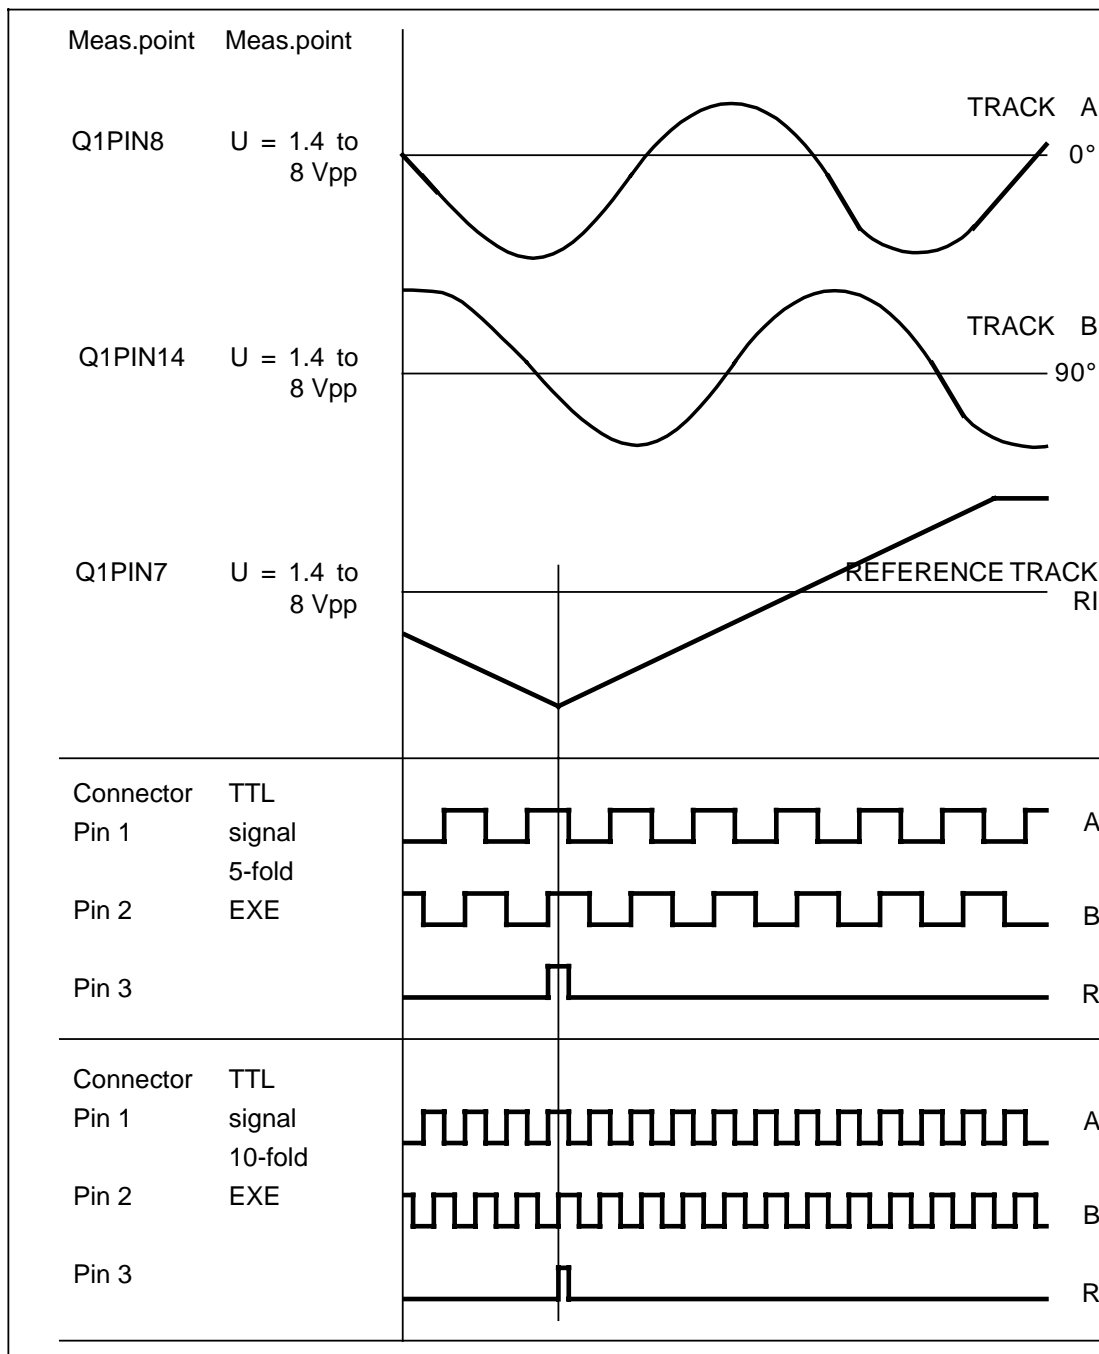 Meas.point Meas.point
TRACK A
Q1PIN8 U = 1.4 to
8 Vpp
0°
TRACK B
Q1PIN14 U = 1.4 to
8 Vpp
90°
Q1PIN7 U = 1.4 to
8 Vpp
REFERENCE TRACK
RI
Connector TTL
Pin 1 signal A
5-fold
Pin 2 EXE B
Pin 3 R
Connector TTL
Pin 1 signal A
10-fold
Pin 2 EXE B
Pin 3 R